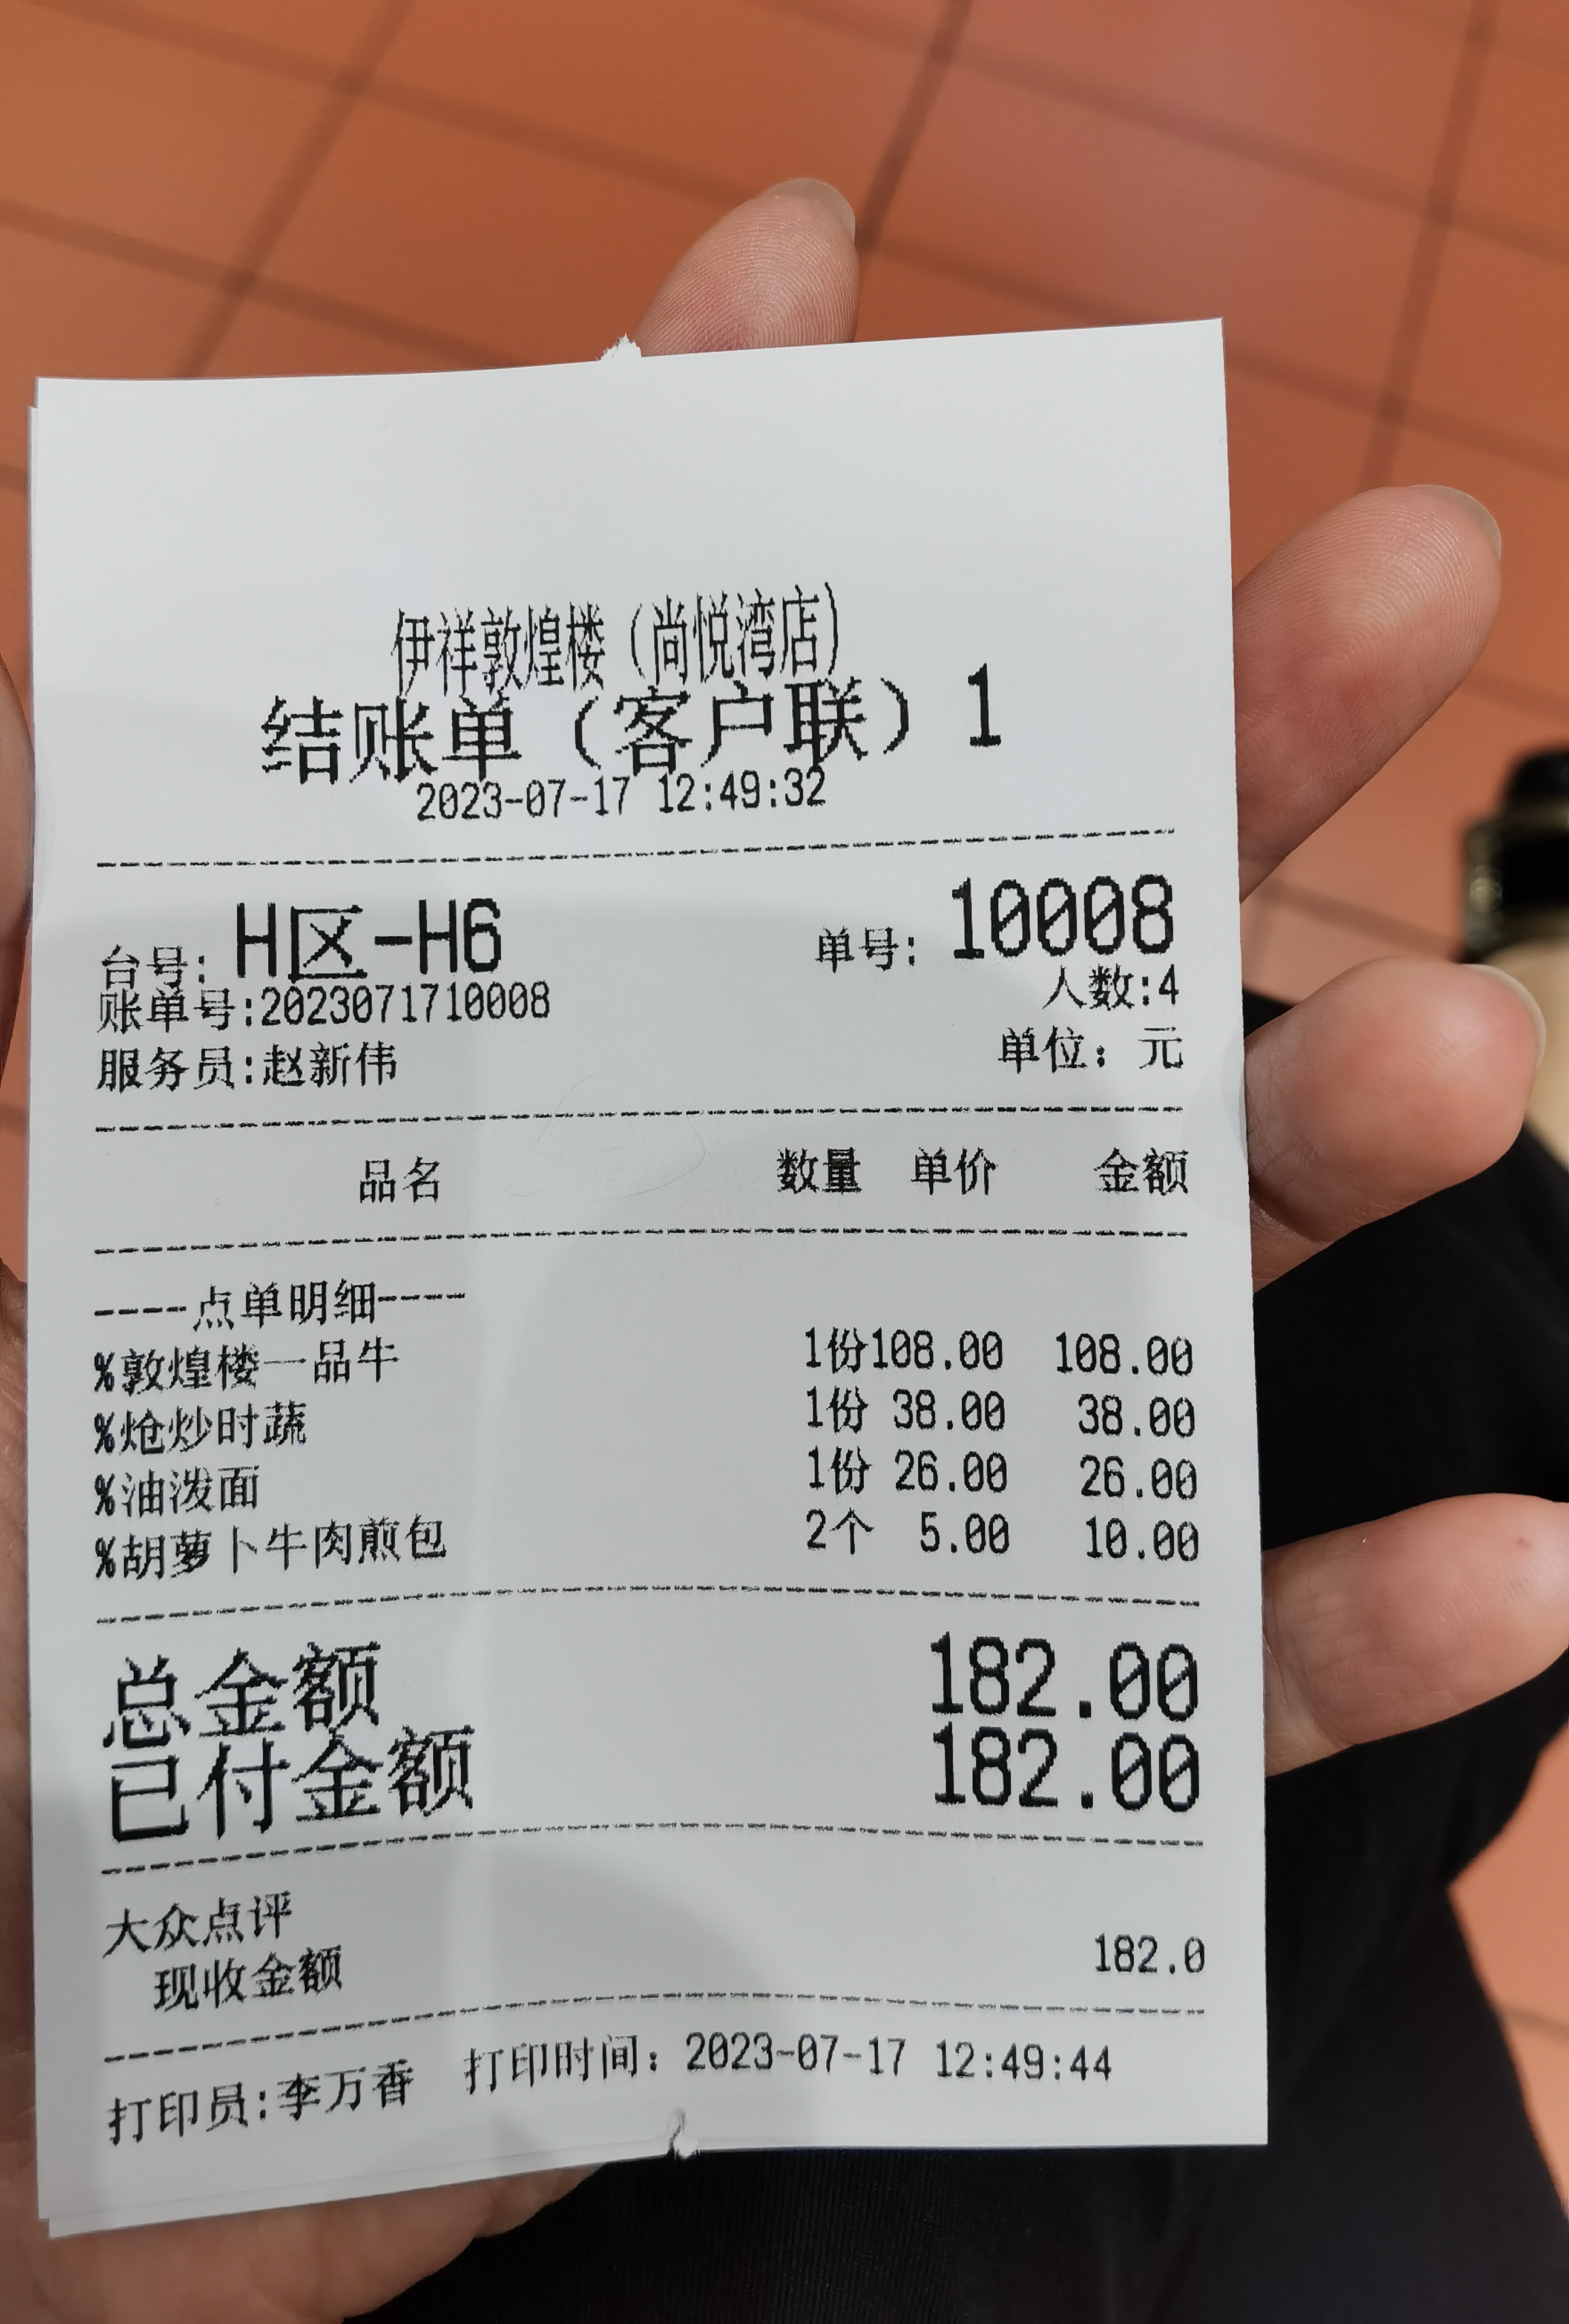 伊祥敦煌楼（尚悦湾店）
结账单（客户联）1
2023-07-17 12:49:32
台号: H区-H6 单号: 10008
账单号:2023071710008 人数:4
服务员:赵新伟 单位：元
品名 数量 单价 金额
----点单明细----
%敦煌楼一品牛 1份108.00 108.00
%炝炒时蔬 1份 38.00 38.00
%油泼面 1份 26.00 26.00
%胡萝卜牛肉煎包 2个 5.00 10.00
总金额 182.00
已付金额 182.00
大众点评
现收金额 182.0
打印员:李万香 打印时间：2023-07-17 12:49:44